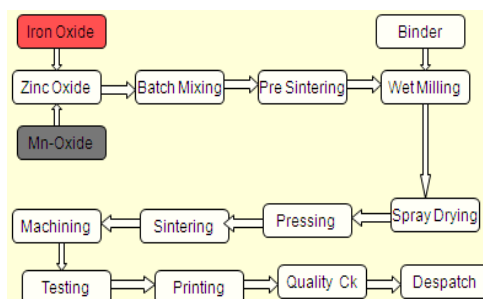 Iron Oxide
Binder
Zinc Oxide
Batch Mixing
Pre Sintering
Wet Milling
Mn-Oxide
Machining
Sintering
Pressing
Spray Drying
Testing
Printing
Quality Ck
Despatch